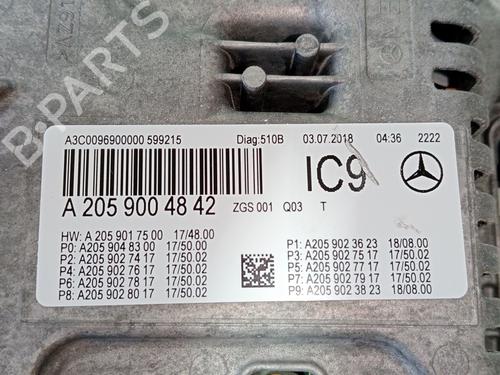 B-PARTS
A3C0096900000 599215 Diag:510B 03.07.2018 04:36 2222
IC9
A 205 900 48 42 ZGS 001 Q03 T
HW: A 205 901 75 00 17/48.00
P0: A205 904 83 00 17/50.00 P1: A205 902 36 23 18/08.00
P2: A205 902 74 17 17/50.02 P3: A205 902 75 17 17/50.02
P4: A205 902 76 17 17/50.02 P5: A205 902 77 17 17/50.02
P6: A205 902 78 17 17/50.02 P7: A205 902 79 17 17/50.02
P8: A205 902 80 17 17/50.02 P9: A205 902 38 23 18/08.00